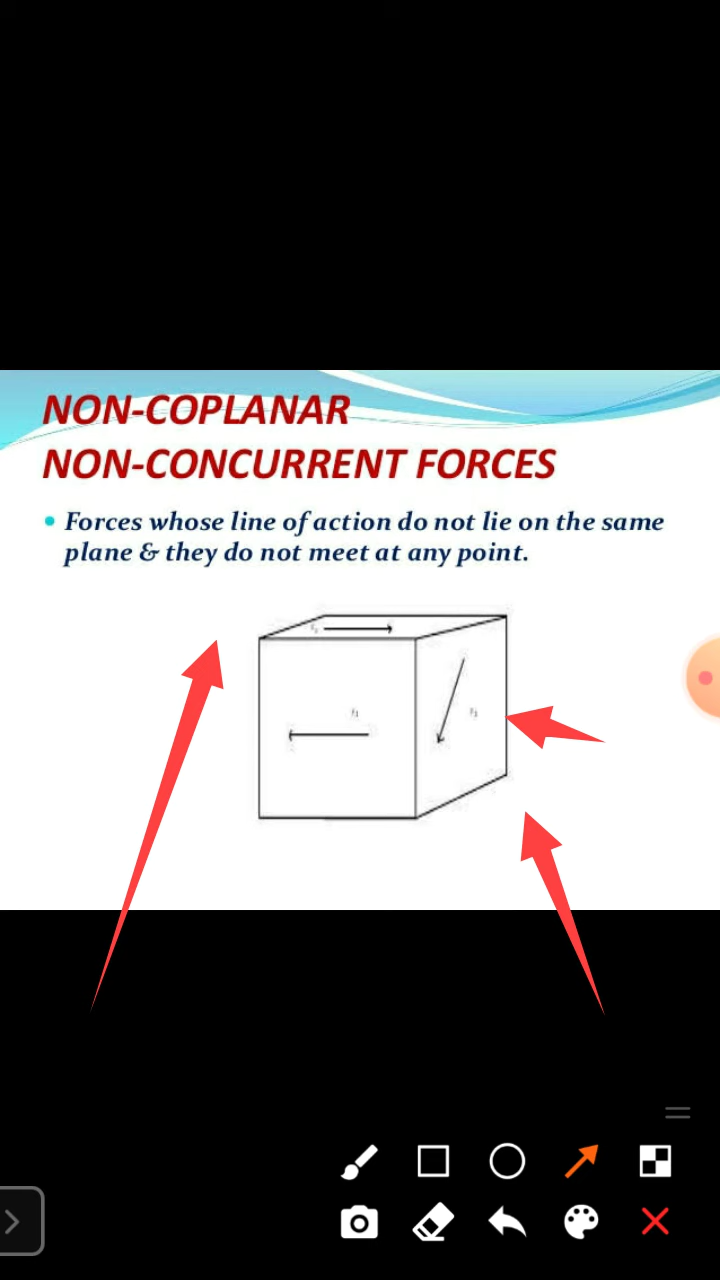 NON-COPLANAR
NON-CONCURRENT FORCES
Forces whose line of action do not lie on the same
plane & they do not meet at any point.